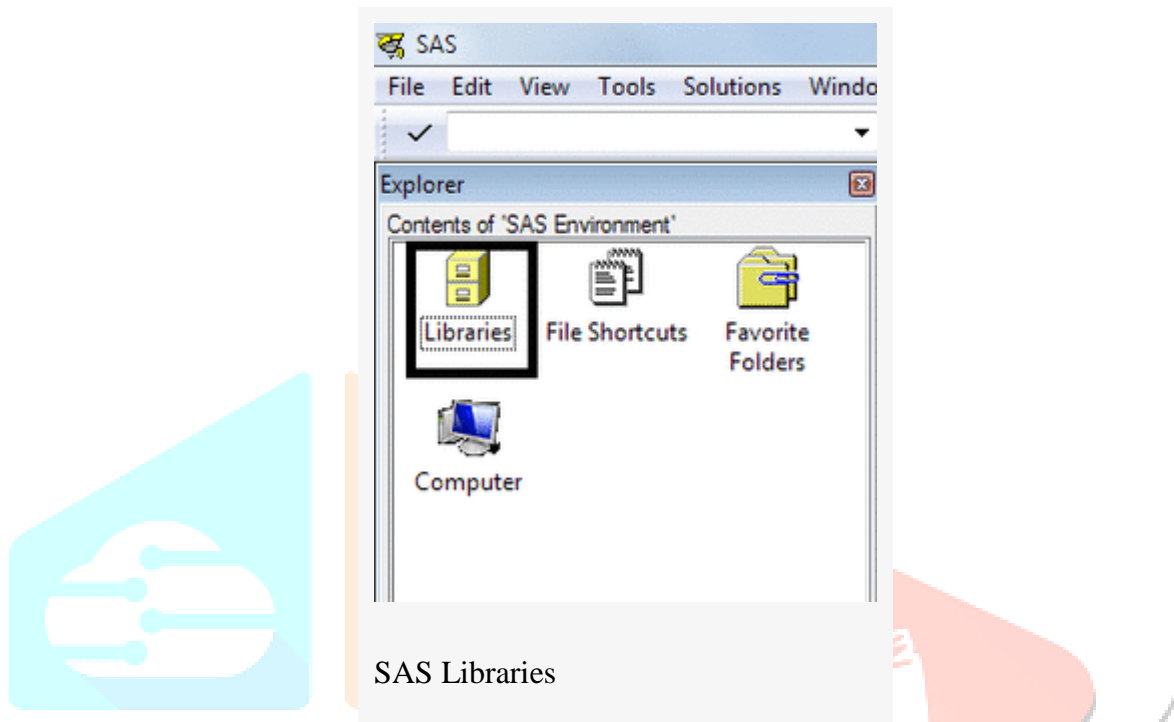 SAS
File Edit View Tools Solutions Windo
Explorer
Contents of 'SAS Environment'
Libraries File Shortcuts Favorite Folders
Computer
SAS Libraries